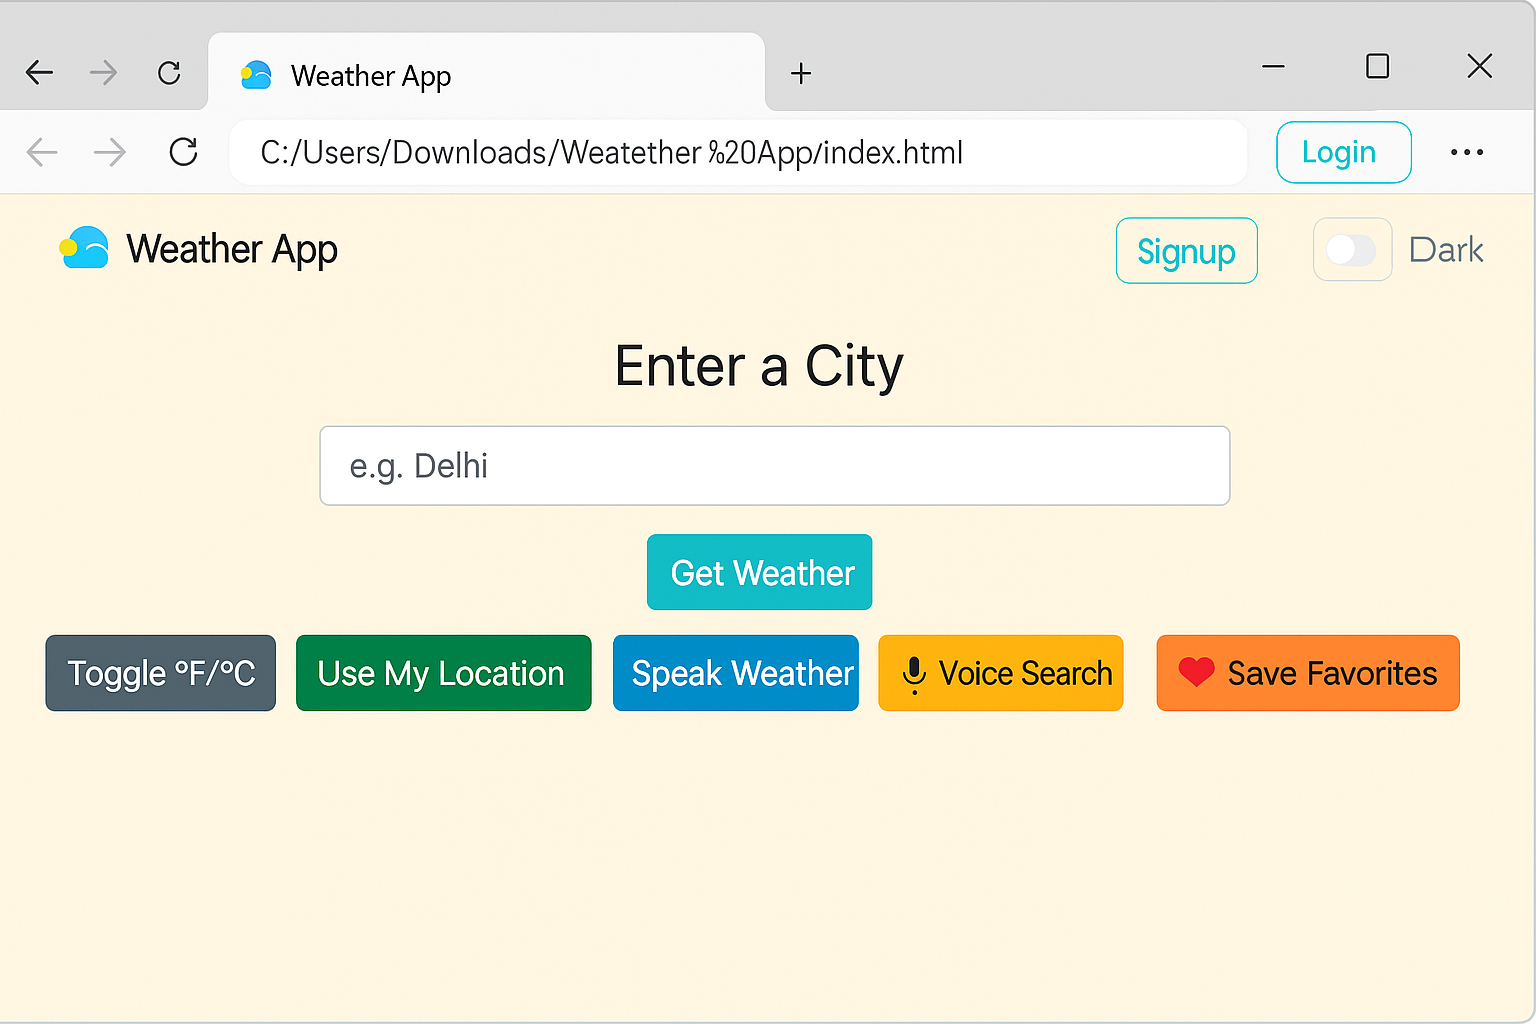 Weather App
C:/Users/Downloads/Weatether %20App/index.html
Login
Weather App
Signup
Dark
Enter a City
e.g. Delhi
Get Weather
Toggle °F/°C
Use My Location
Speak Weather
Voice Search
Save Favorites